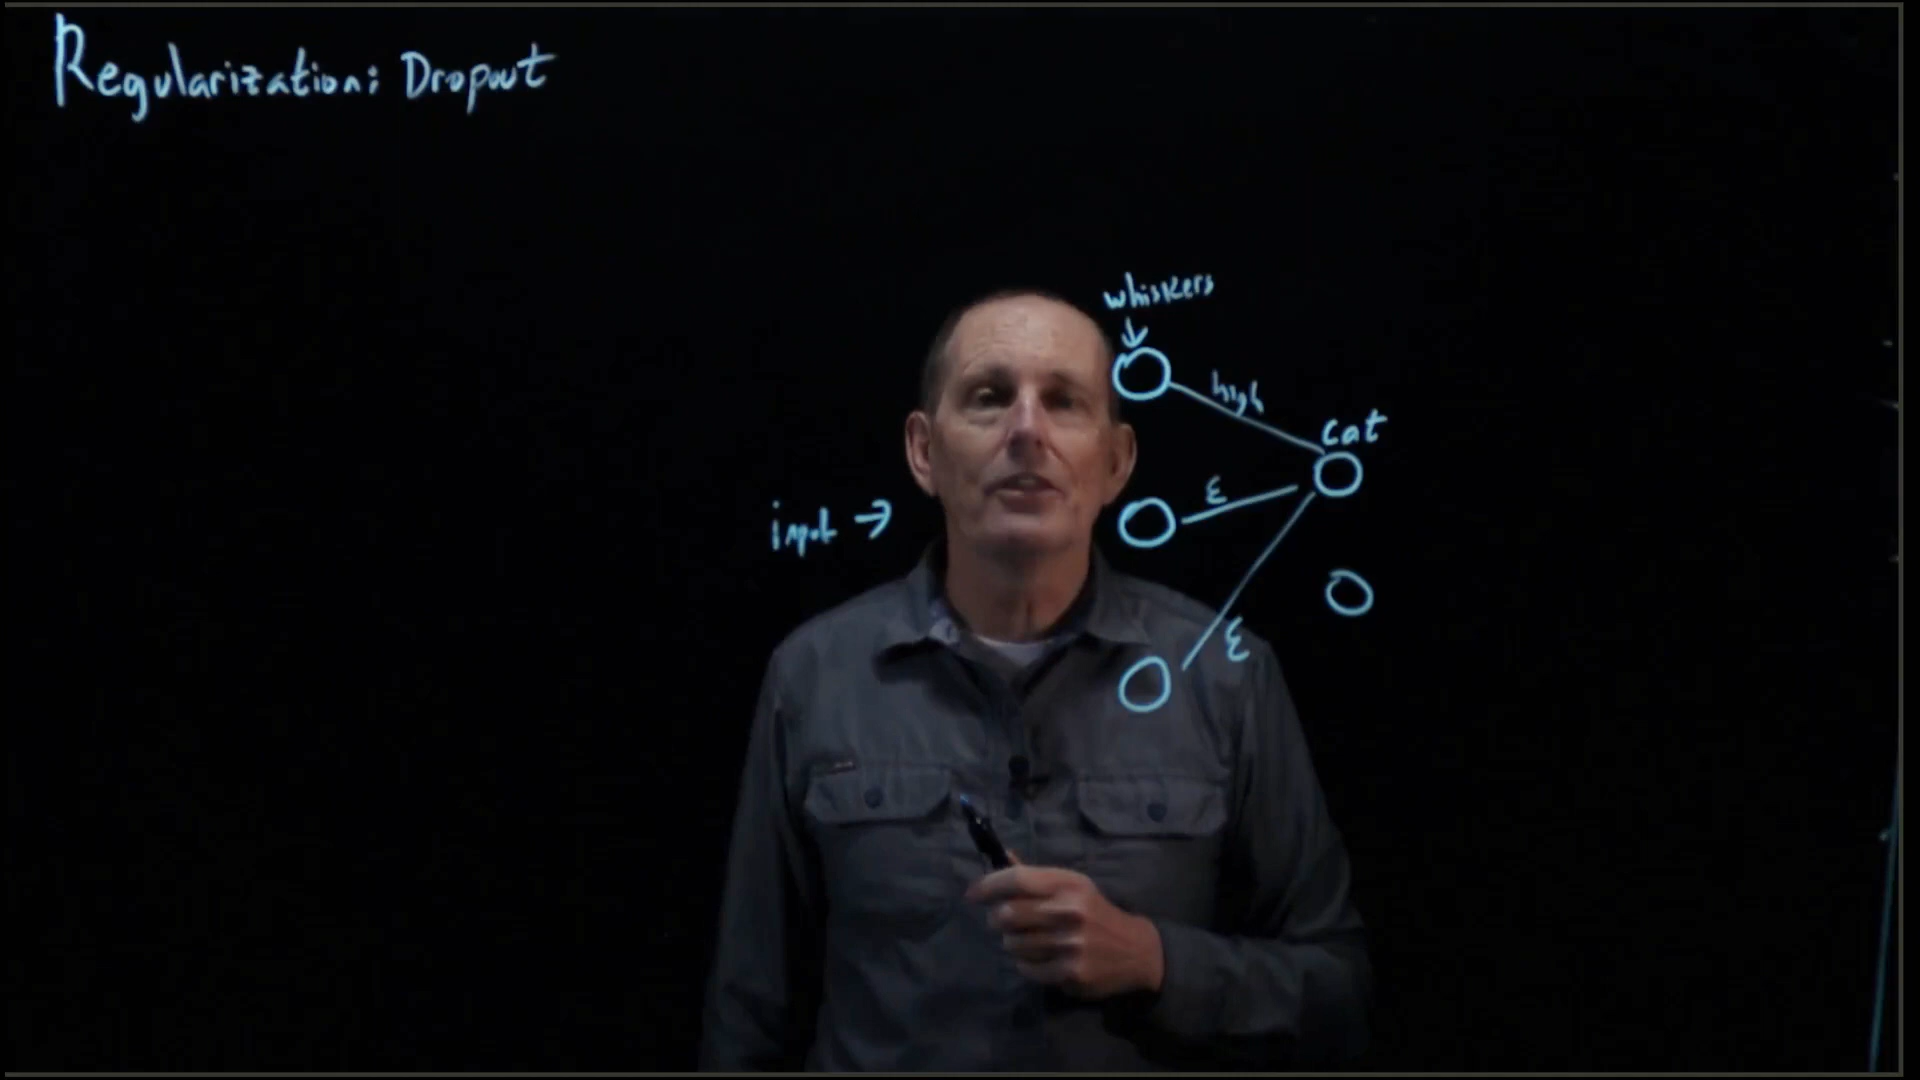 Regularization: Dropout
whiskers
↓
high
cat
input →
ε
ε